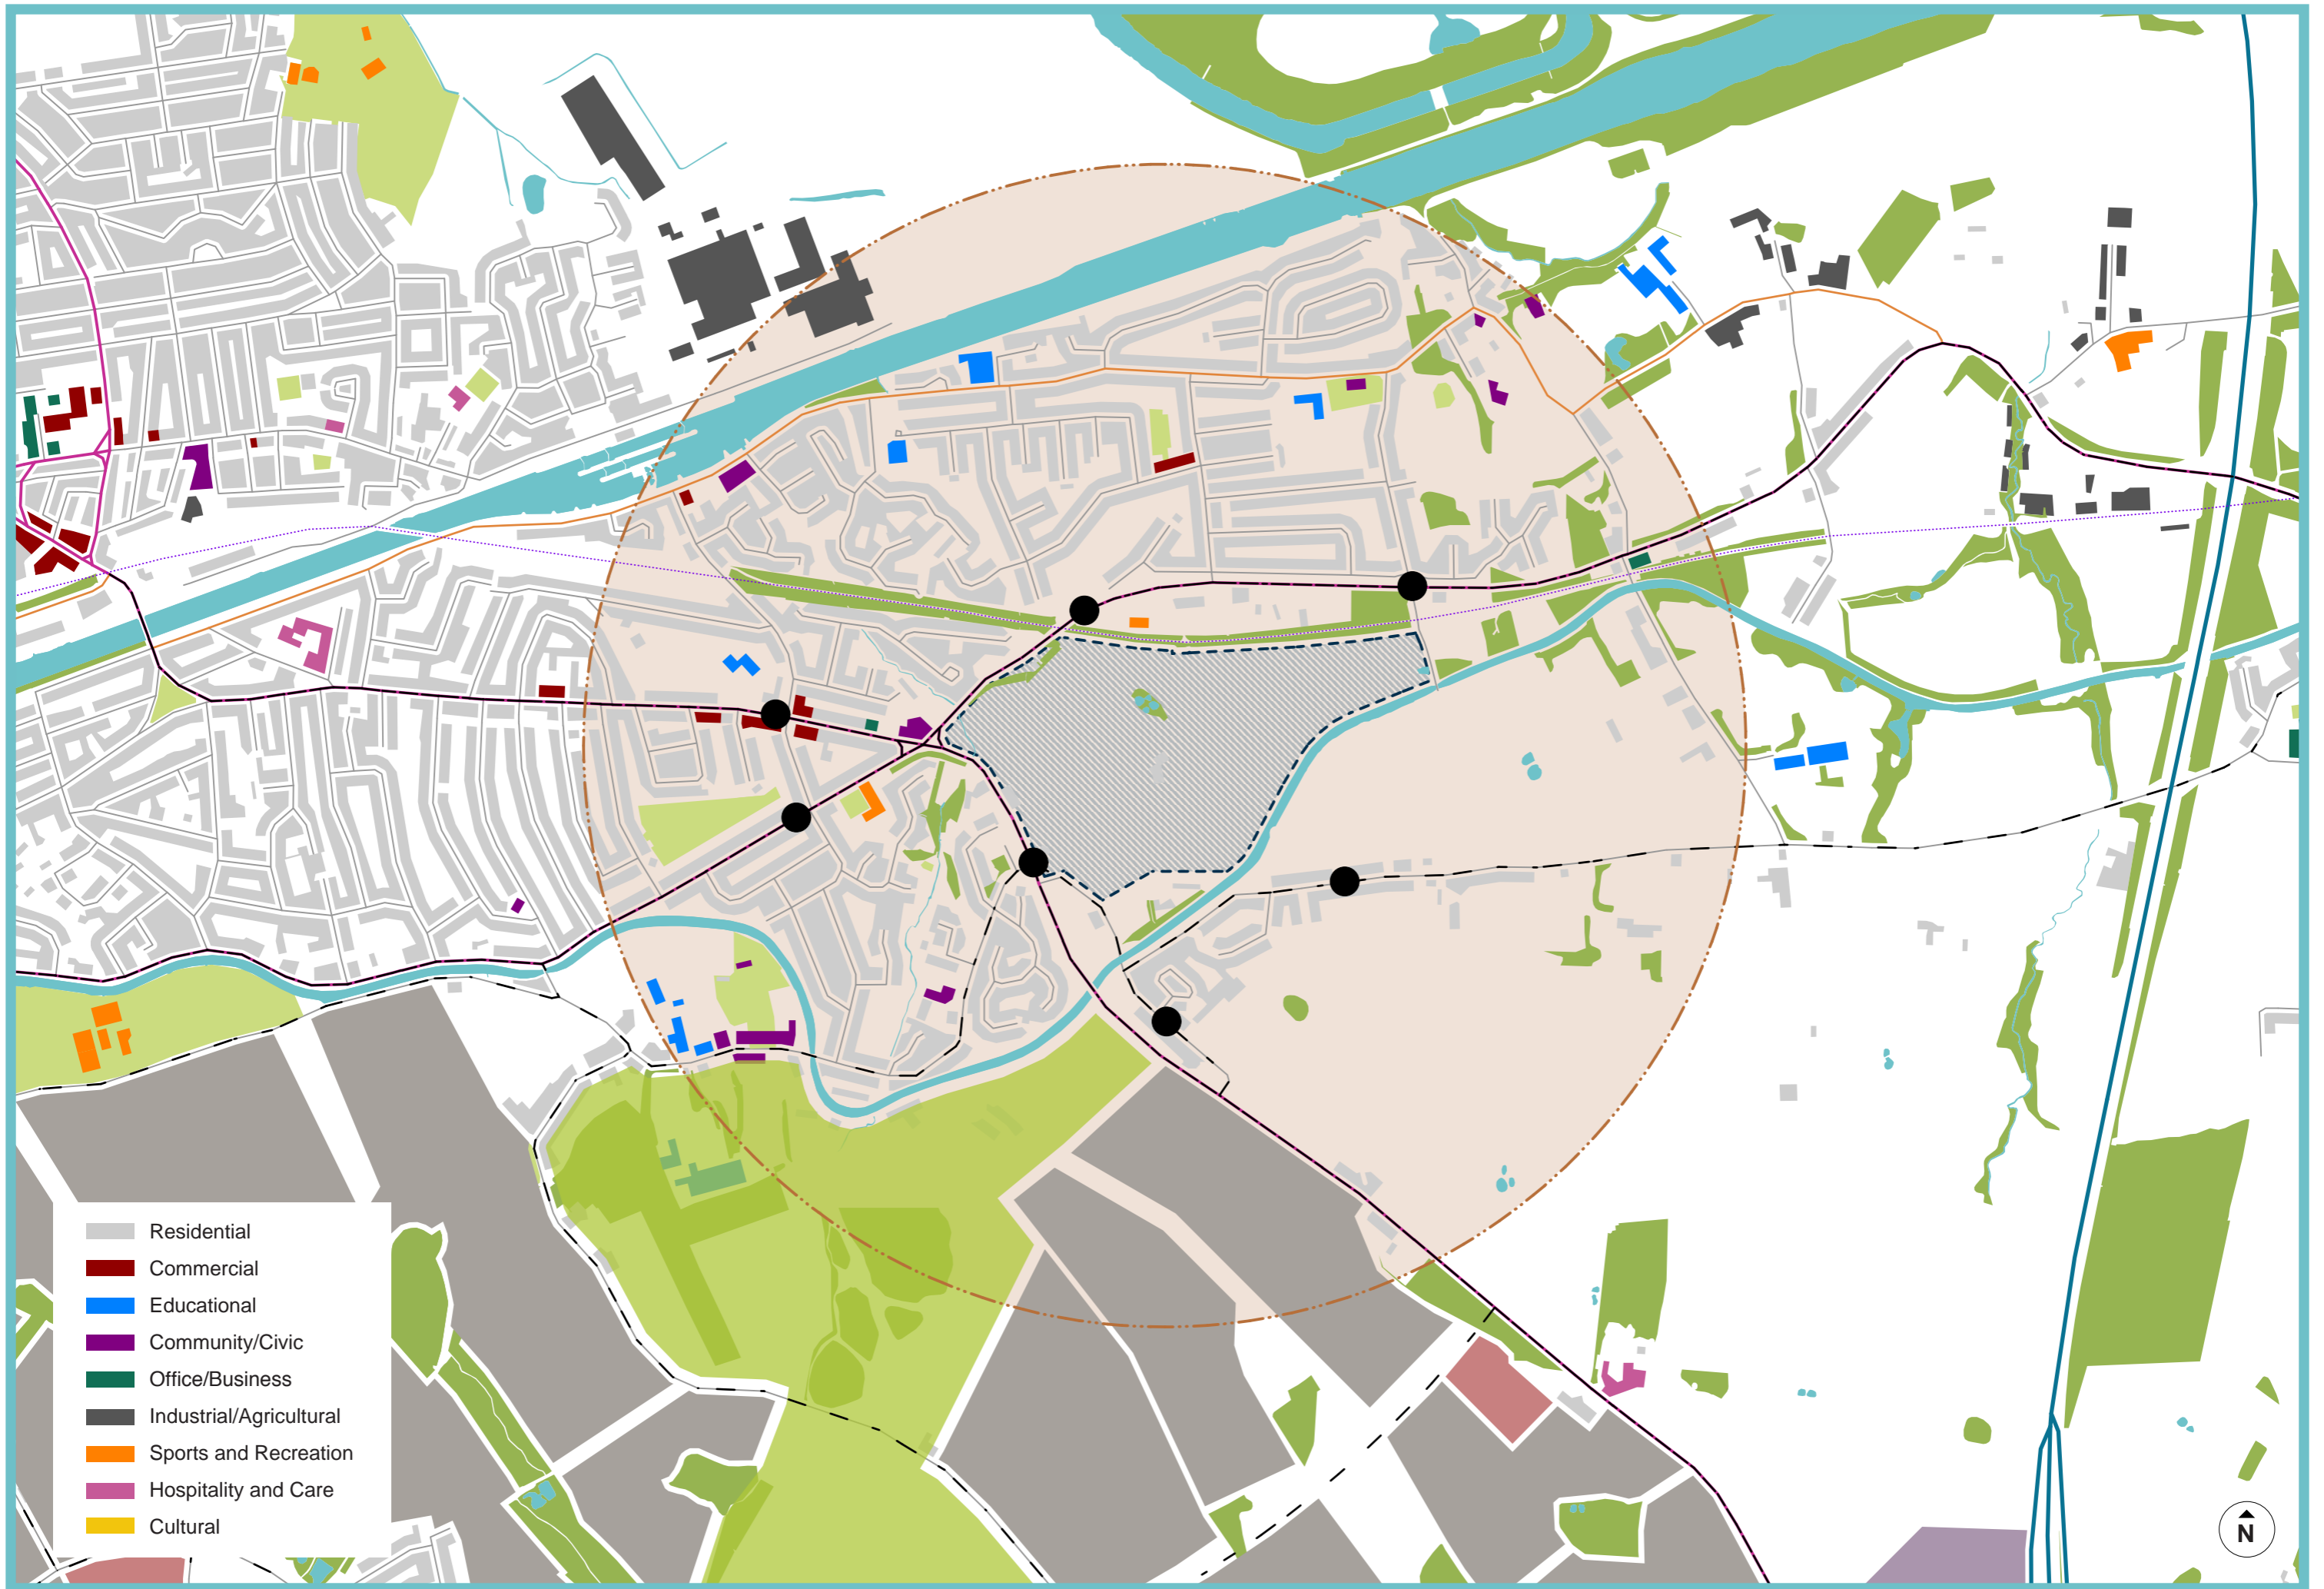 Residential
Commercial
Educational
Community/Civic
Office/Business
Industrial/Agricultural
Sports and Recreation
Hospitality and Care
Cultural
N